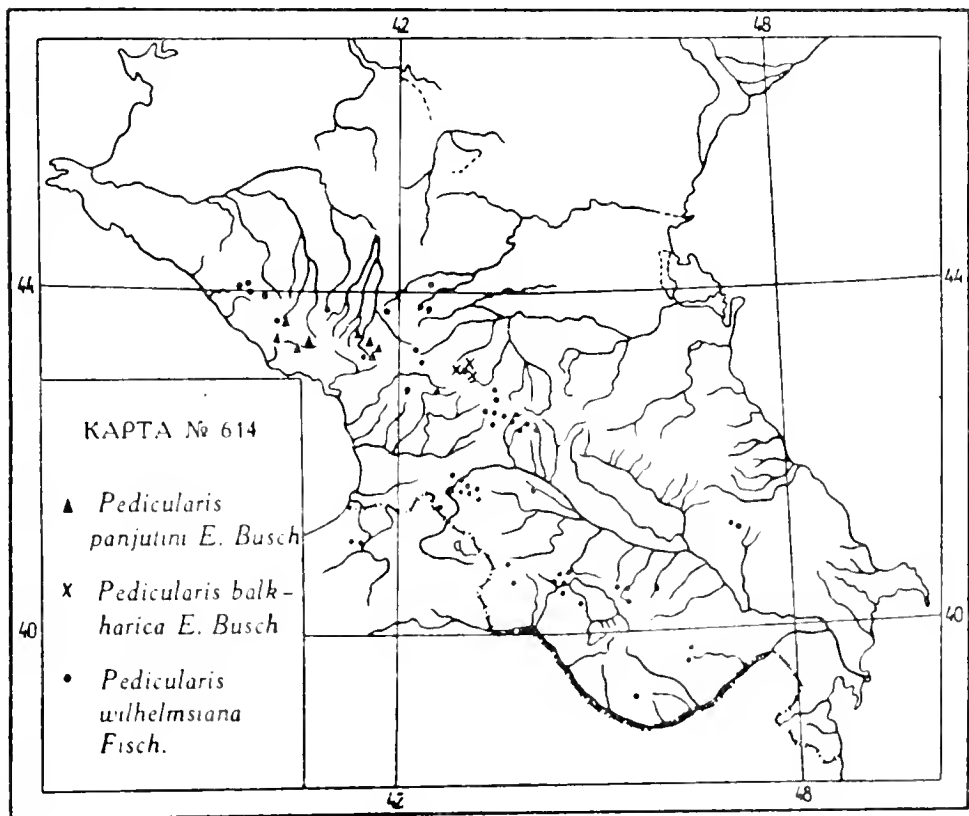 42 48
44 44
КАРТА № 614
Pedicularis
panjutini E. Busch
Pedicularis balk-
harica E. Busch
40 40
Pedicularis
wilhelmsiana
Fisch.
42 48